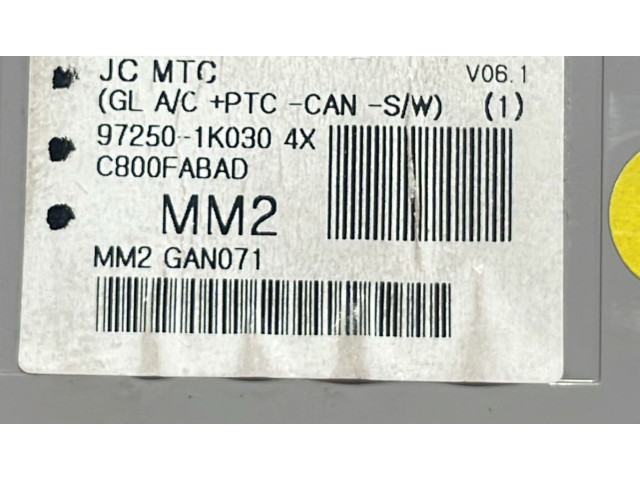 JC MTC V06.1
(GL A/C +PTC -CAN -S/W) (1)
97250-1K030 4X
C800FABAD
MM2
MM2 GAN071